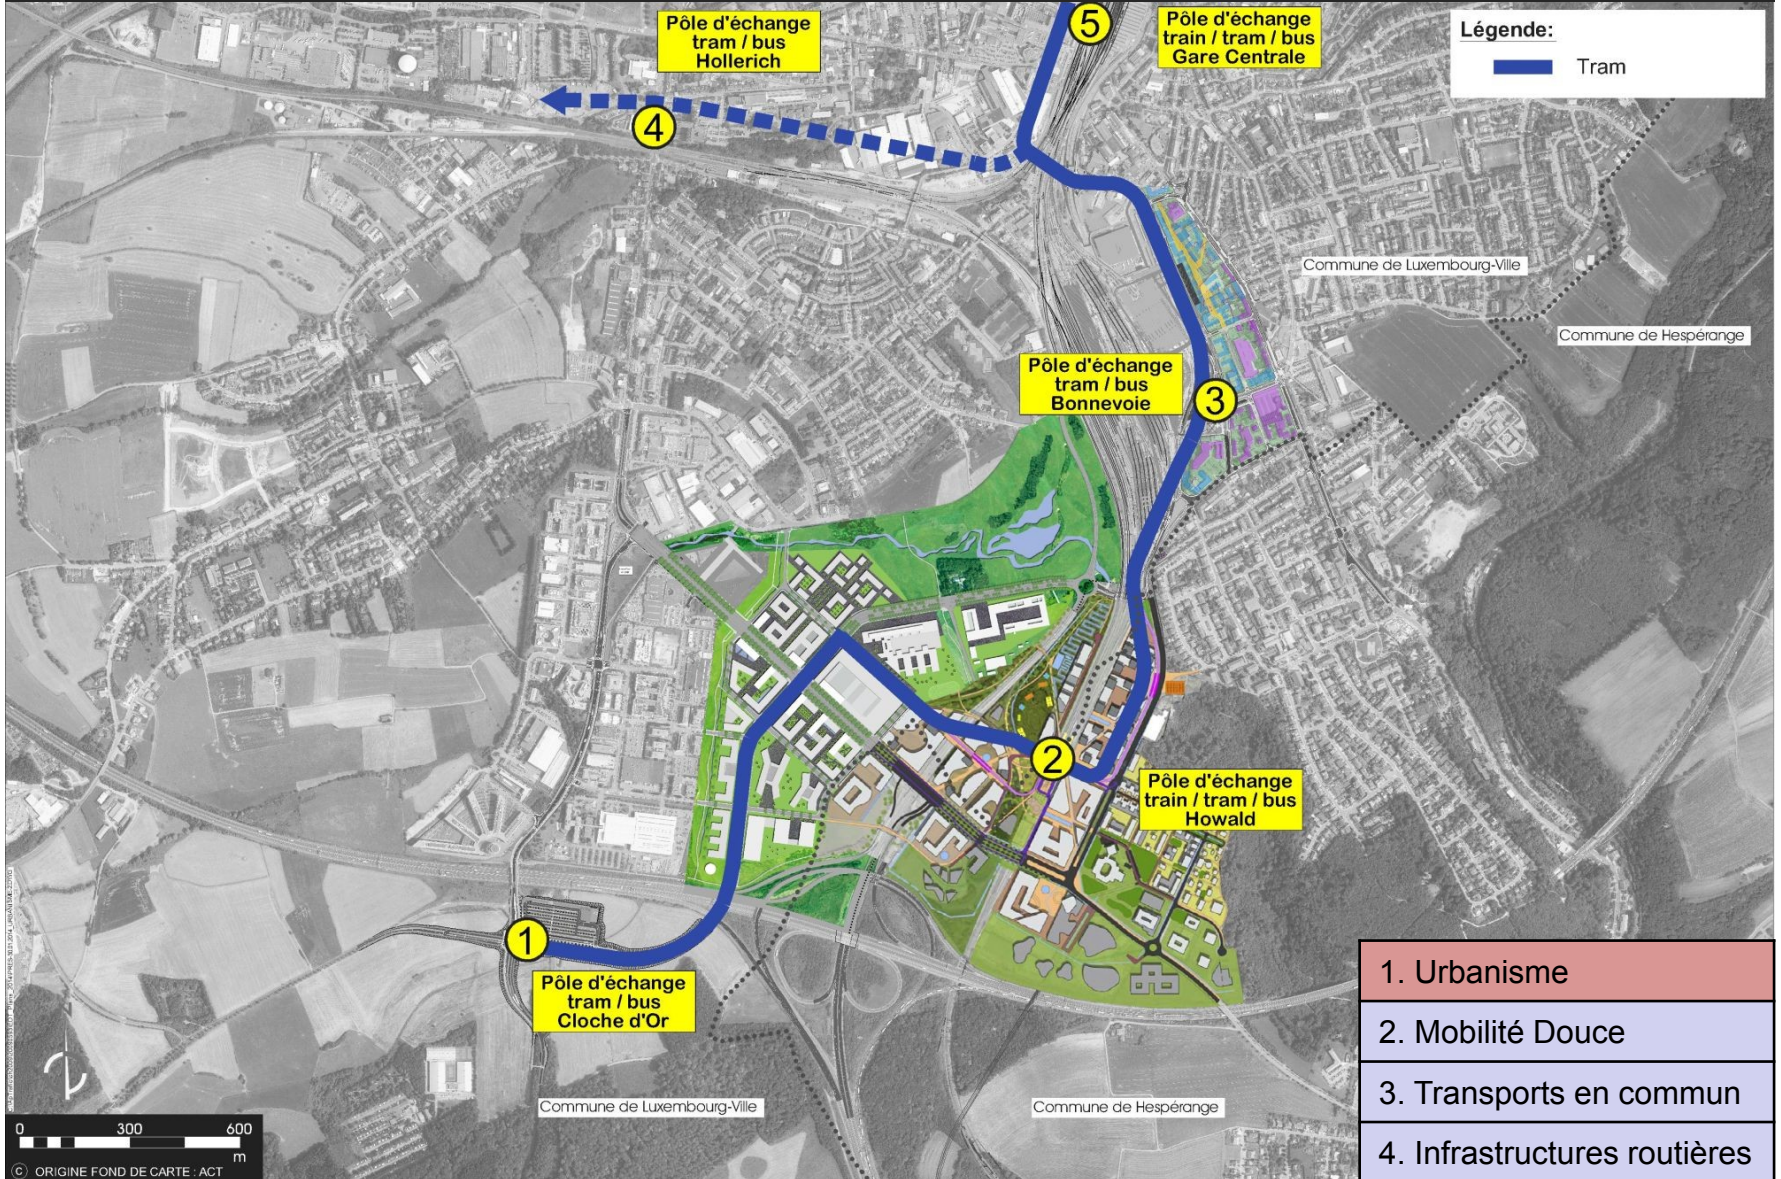 Pôle d'échange
tram / bus
Hollerich
5
Pôle d'échange
train / tram / bus
Gare Centrale
Légende:
Tram
4
Commune de Luxembourg-Ville
Commune de Hespérange
Pôle d'échange
tram / bus
Bonnevoie
3
2
Pôle d'échange
train / tram / bus
Howald
1
Pôle d'échange
tram / bus
Cloche d'Or
Commune de Luxembourg-Ville
Commune de Hespérange
0 300 600
m
© ORIGINE FOND DE CARTE : ACT
1. Urbanisme
2. Mobilité Douce
3. Transports en commun
4. Infrastructures routières